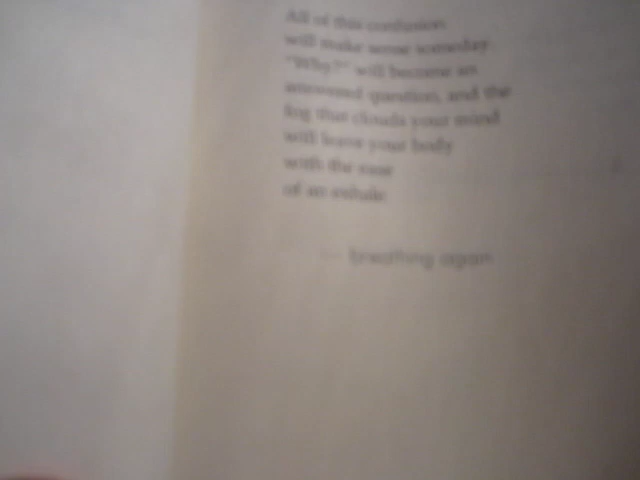 All of this confusion
will make sense someday.
"Why?" will become an
answered question, and the
fog that clouds your mind
will leave your body
with the ease
of an exhale.
— breathing again